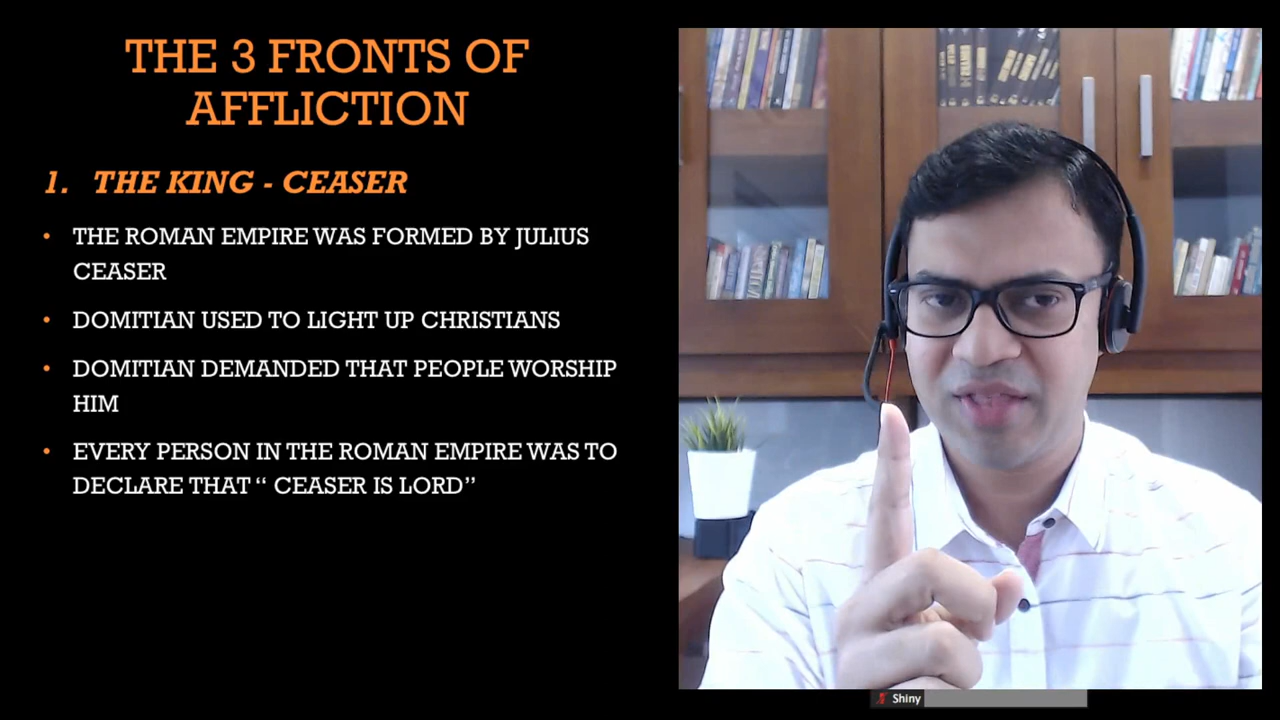 THE 3 FRONTS OF
AFFLICTION
1. THE KING - CEASER
• THE ROMAN EMPIRE WAS FORMED BY JULIUS
CEASER
• DOMITIAN USED TO LIGHT UP CHRISTIANS
• DOMITIAN DEMANDED THAT PEOPLE WORSHIP
HIM
• EVERY PERSON IN THE ROMAN EMPIRE WAS TO
DECLARE THAT “ CEASER IS LORD”
Shiny